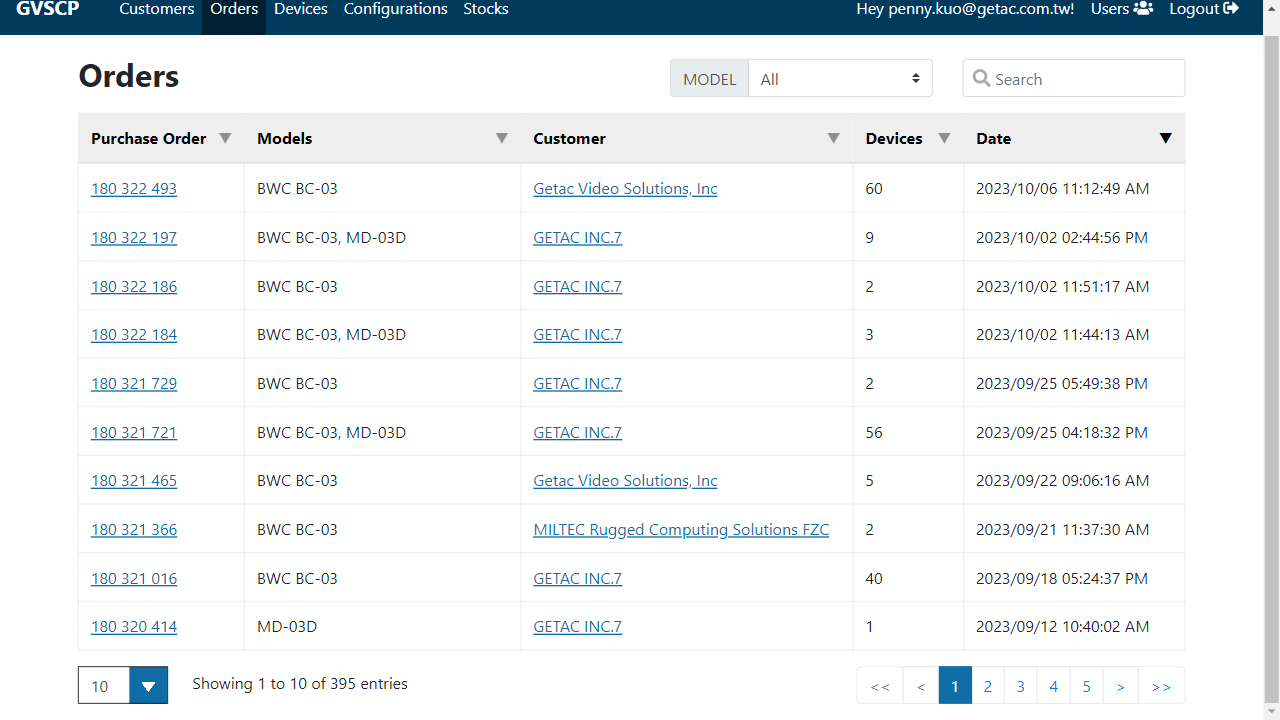 GVSCP Customers Orders Devices Configurations Stocks Hey penny.kuo@getac.com.tw! Users Logout
Orders MODEL All Search
Purchase Order Models Customer Devices Date
180 322 493 BWC BC-03 Getac Video Solutions, Inc 60 2023/10/06 11:12:49 AM
180 322 197 BWC BC-03, MD-03D GETAC INC.7 9 2023/10/02 02:44:56 PM
180 322 186 BWC BC-03 GETAC INC.7 2 2023/10/02 11:51:17 AM
180 322 184 BWC BC-03, MD-03D GETAC INC.7 3 2023/10/02 11:44:13 AM
180 321 729 BWC BC-03 GETAC INC.7 2 2023/09/25 05:49:38 PM
180 321 721 BWC BC-03, MD-03D GETAC INC.7 56 2023/09/25 04:18:32 PM
180 321 465 BWC BC-03 Getac Video Solutions, Inc 5 2023/09/22 09:06:16 AM
180 321 366 BWC BC-03 MILTEC Rugged Computing Solutions FZC 2 2023/09/21 11:37:30 AM
180 321 016 BWC BC-03 GETAC INC.7 40 2023/09/18 05:24:37 PM
180 320 414 MD-03D GETAC INC.7 1 2023/09/12 10:40:02 AM
10 Showing 1 to 10 of 395 entries << < 1 2 3 4 5 > >>